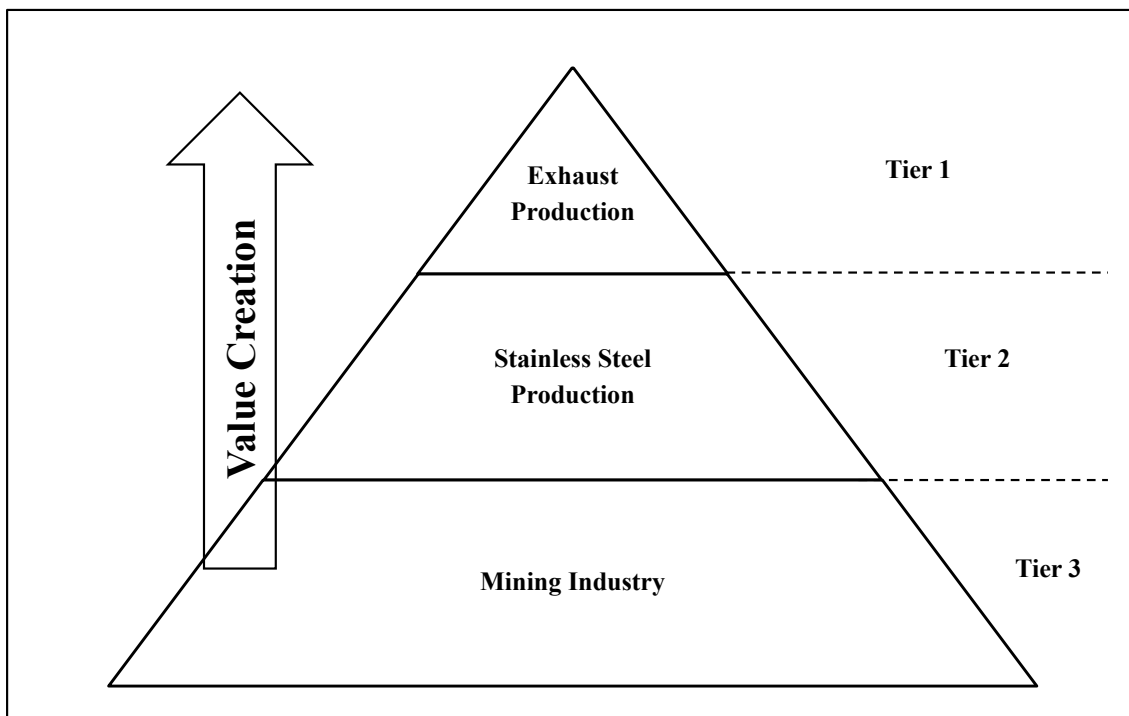 Exhaust
Production
Tier 1
Value Creation
Stainless Steel
Production
Tier 2
Mining Industry
Tier 3